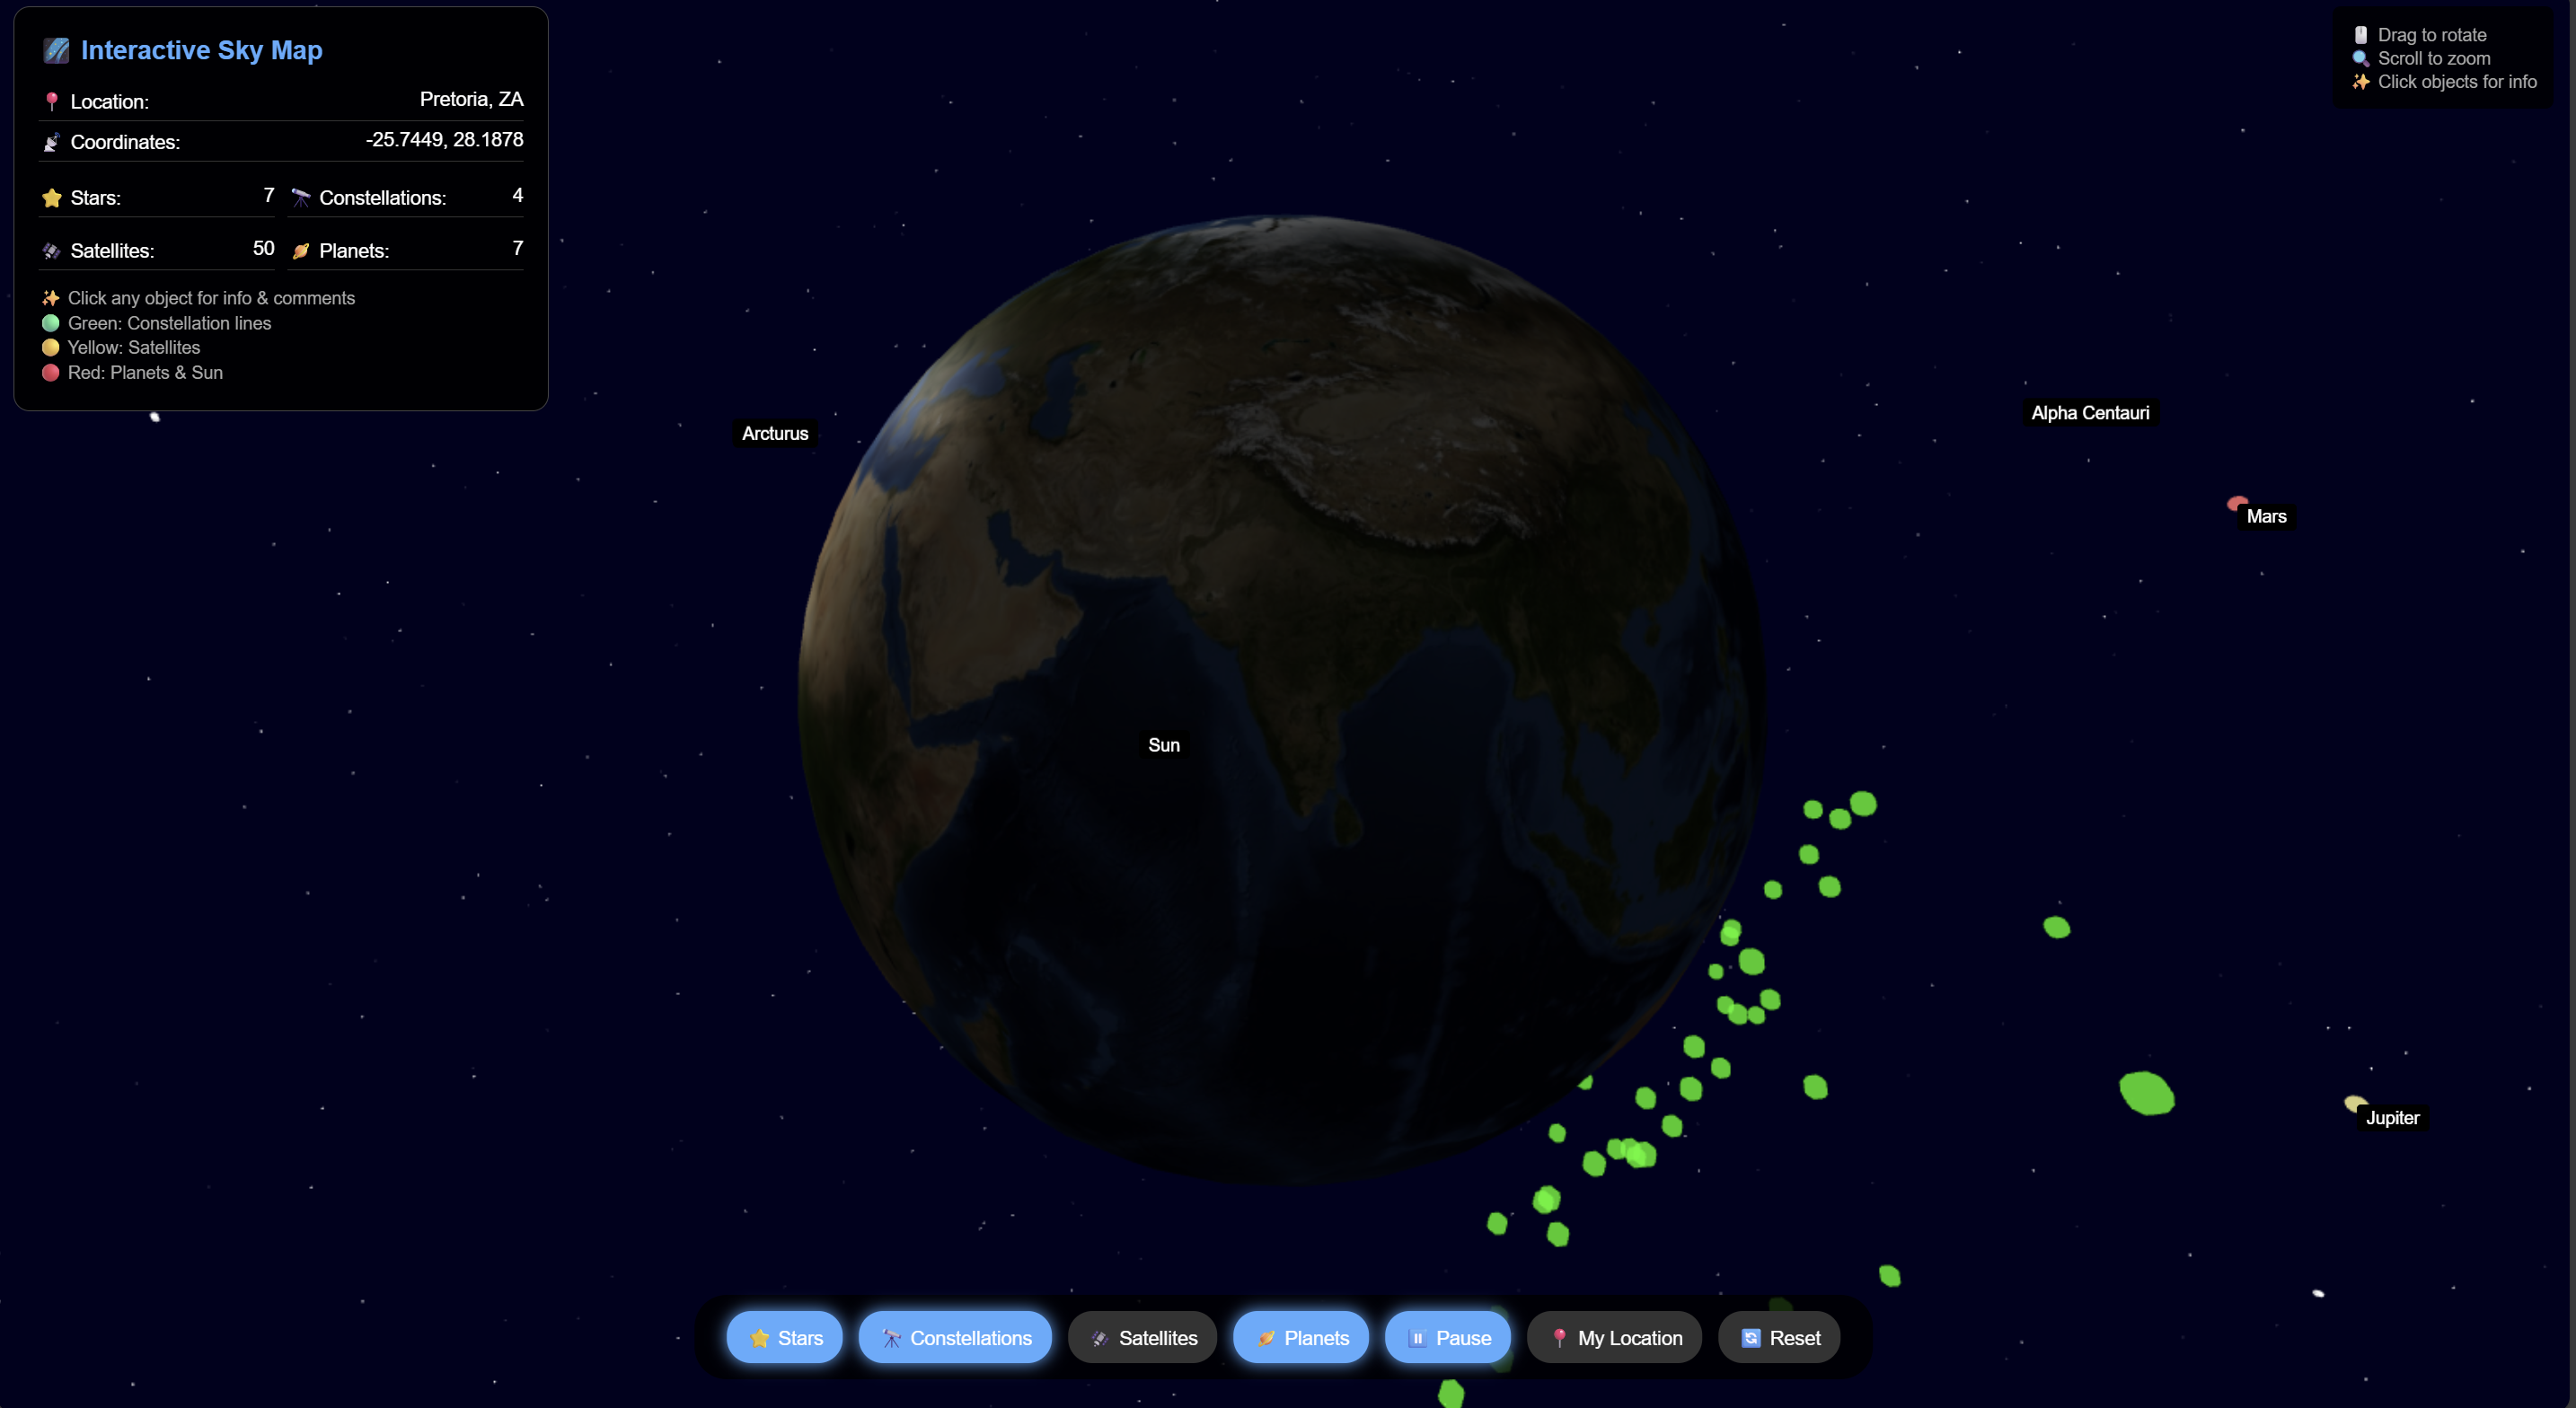 Interactive Sky Map
Location: Pretoria, ZA
Coordinates: -25.7449, 28.1878
Stars: 7 Constellations: 4
Satellites: 50 Planets: 7
Click any object for info & comments
Green: Constellation lines
Yellow: Satellites
Red: Planets & Sun
Drag to rotate
Scroll to zoom
Click objects for info
Arcturus
Alpha Centauri
Mars
Sun
Jupiter
Stars Constellations Satellites Planets Pause My Location Reset